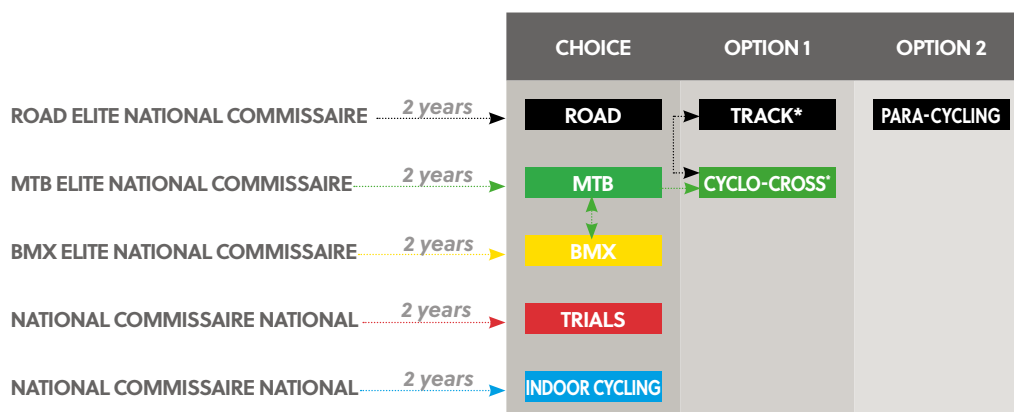 CHOICE OPTION 1 OPTION 2
ROAD ELITE NATIONAL COMMISSAIRE 2 years ROAD TRACK* PARA-CYCLING
MTB ELITE NATIONAL COMMISSAIRE 2 years MTB CYCLO-CROSS*
BMX ELITE NATIONAL COMMISSAIRE 2 years BMX
NATIONAL COMMISSAIRE NATIONAL 2 years TRIALS
NATIONAL COMMISSAIRE NATIONAL 2 years INDOOR CYCLING